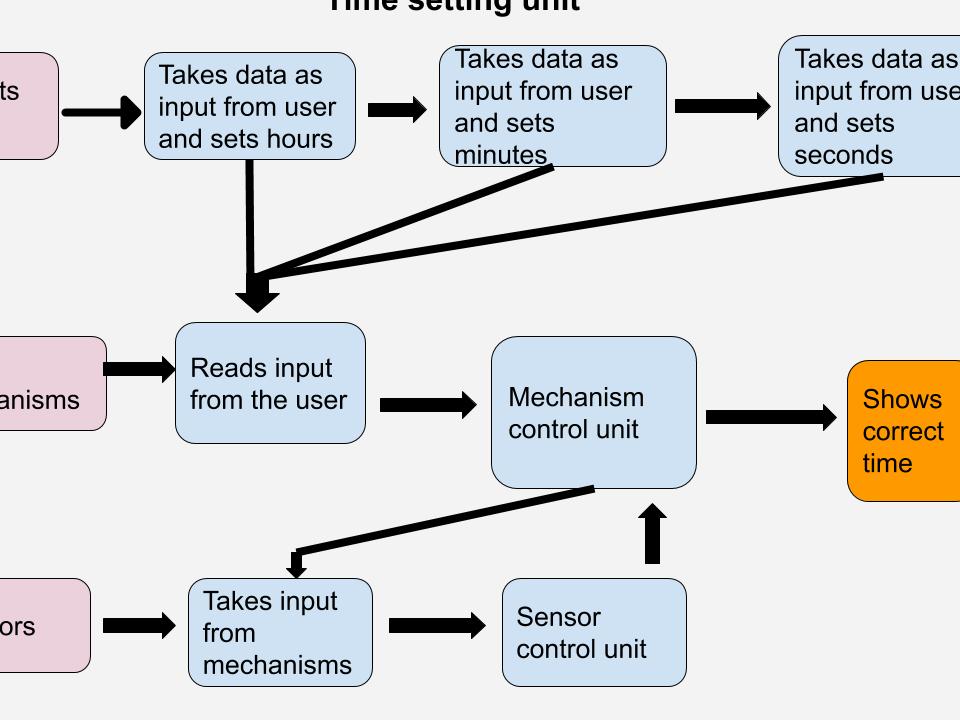 Time setting unit
ts
Takes data as
input from user
and sets hours
Takes data as
input from user
and sets
minutes
Takes data as
input from use
and sets
seconds
anisms
Reads input
from the user
Mechanism
control unit
Shows
correct
time
ors
Takes input
from
mechanisms
Sensor
control unit